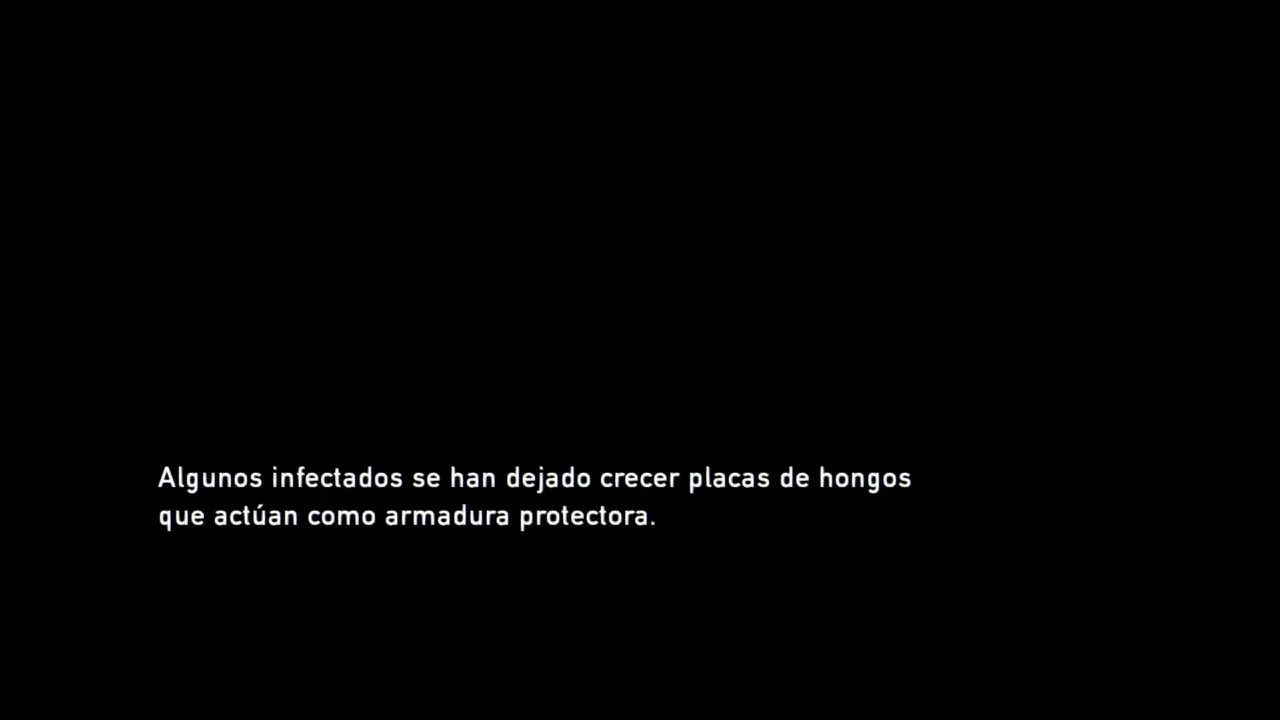 Algunos infectados se han dejado crecer placas de hongos
que actúan como armadura protectora.